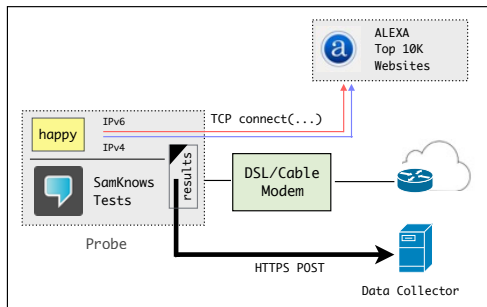 ALEXA
Top 10K
Websites
a
IPv6
TCP connect(...)
happy
IPv4
SamKnows
Tests
results
DSL/Cable
Modem
Probe
HTTPS POST
Data Collector